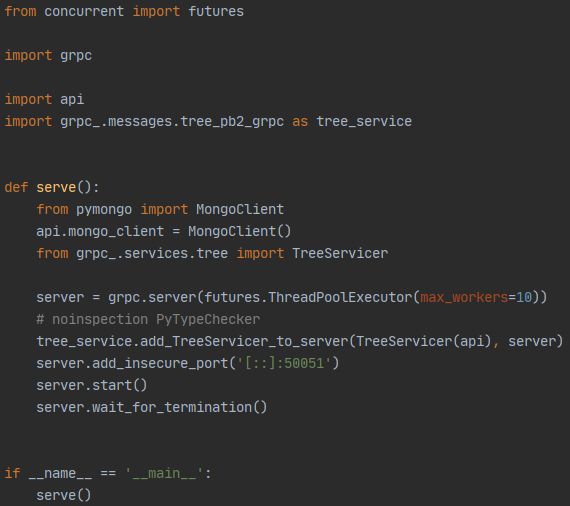 from concurrent import futures
import grpc
import api
import grpc_.messages.tree_pb2_grpc as tree_service
def serve():
    from pymongo import MongoClient
    api.mongo_client = MongoClient()
    from grpc_.services.tree import TreeServicer
    server = grpc.server(futures.ThreadPoolExecutor(max_workers=10))
    # noinspection PyTypeChecker
    tree_service.add_TreeServicer_to_server(TreeServicer(api), server)
    server.add_insecure_port('[::]:50051')
    server.start()
    server.wait_for_termination()
if __name__ == '__main__':
    serve()